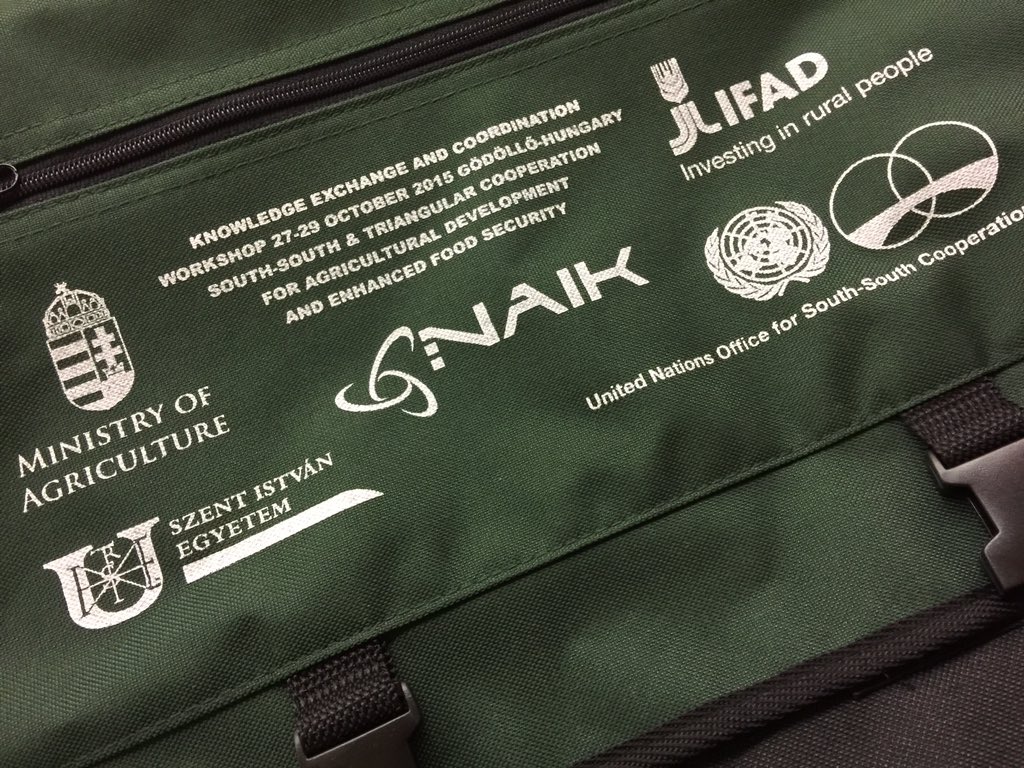 KNOWLEDGE EXCHANGE AND COORDINATION
WORKSHOP 27-29 OCTOBER 2015 GÖDÖLLŐ-HUNGARY
SOUTH-SOUTH & TRIANGULAR COOPERATION
FOR AGRICULTURAL DEVELOPMENT
AND ENHANCED FOOD SECURITY
IFAD
Investing in rural people
MINISTRY OF
AGRICULTURE
NAIK
United Nations Office for South-South Cooperation
SZENT ISTVÁN
EGYETEM